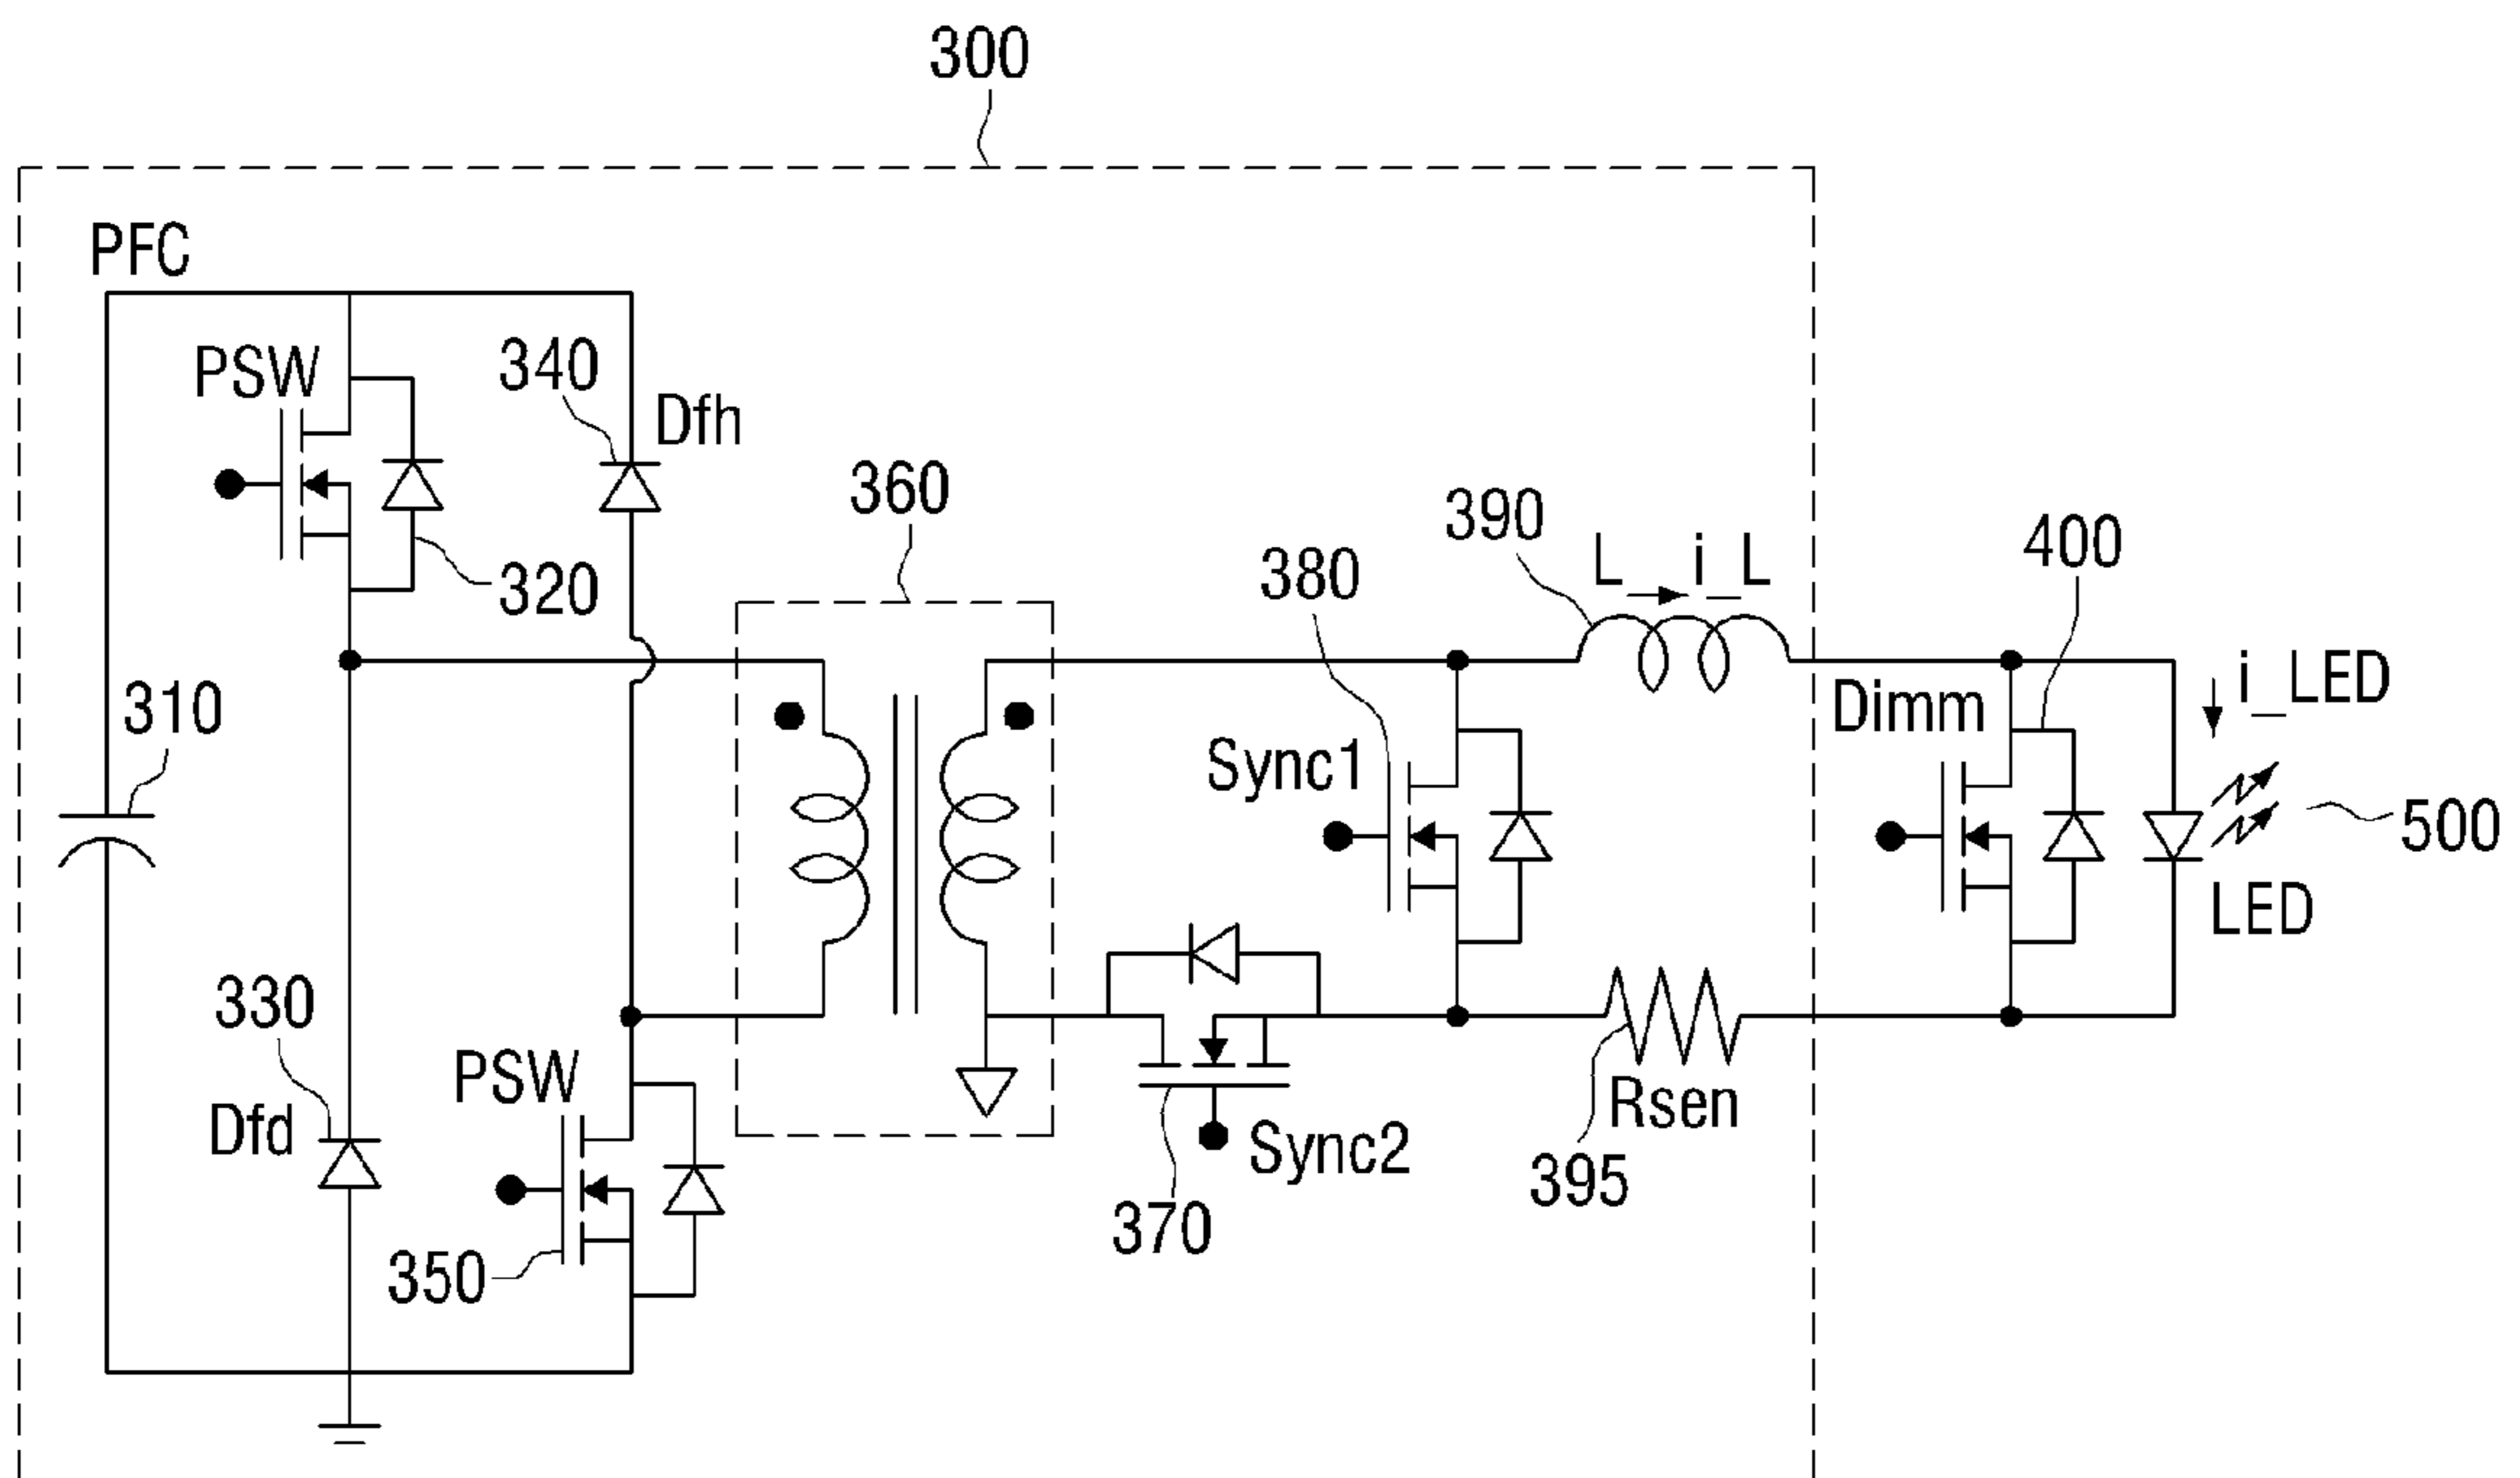 300
PFC
PSW
340
Dfh
320
360
390
L i_L
400
380
310
Dimm
i_LED
Sync1
500
LED
330
Dfd
PSW
Rsen
Sync2
395
370
350